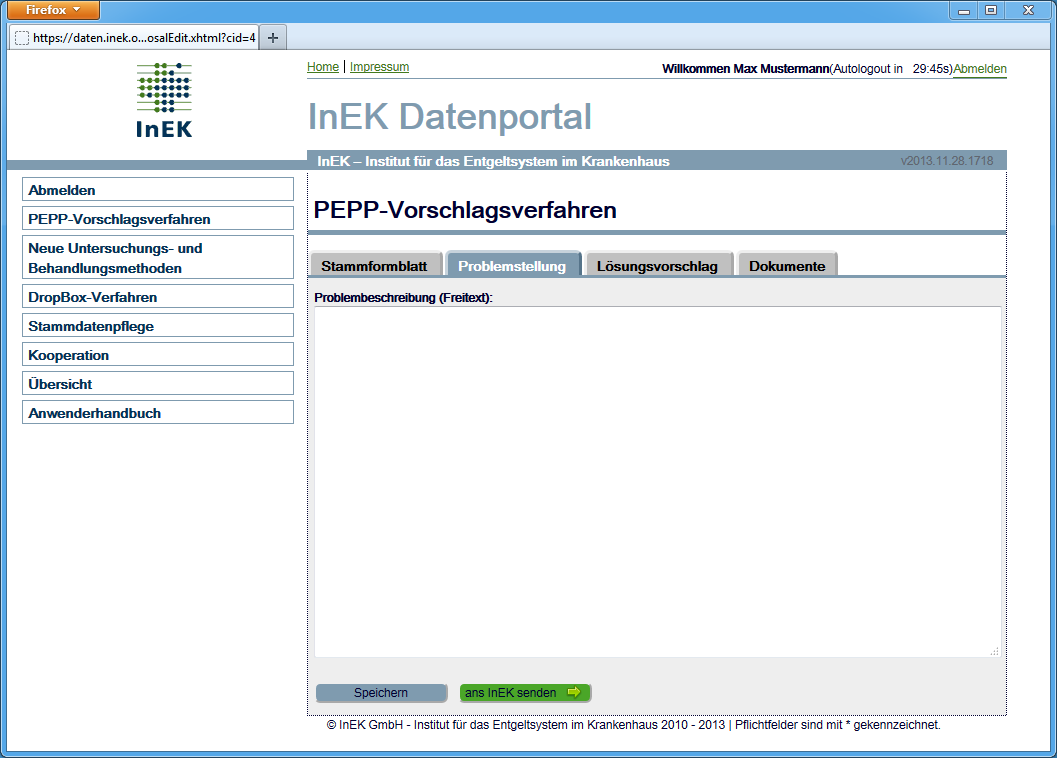 Firefox
https://daten.inek.o...osalEdit.xhtml?cid=4
InEK
Home | Impressum
Willkommen Max Mustermann(Autologout in 29:45s)Abmelden
InEK Datenportal
InEK – Institut für das Entgeltsystem im Krankenhaus
v2013.11.28.1718
Abmelden
PEPP-Vorschlagsverfahren
Neue Untersuchungs- und
Behandlungsmethoden
DropBox-Verfahren
Stammdatenpflege
Kooperation
Übersicht
Anwenderhandbuch
PEPP-Vorschlagsverfahren
Stammformblatt
Problemstellung
Lösungsvorschlag
Dokumente
Problembeschreibung (Freitext):
Speichern
ans InEK senden
© InEK GmbH - Institut für das Entgeltsystem im Krankenhaus 2010 - 2013 | Pflichtfelder sind mit * gekennzeichnet.